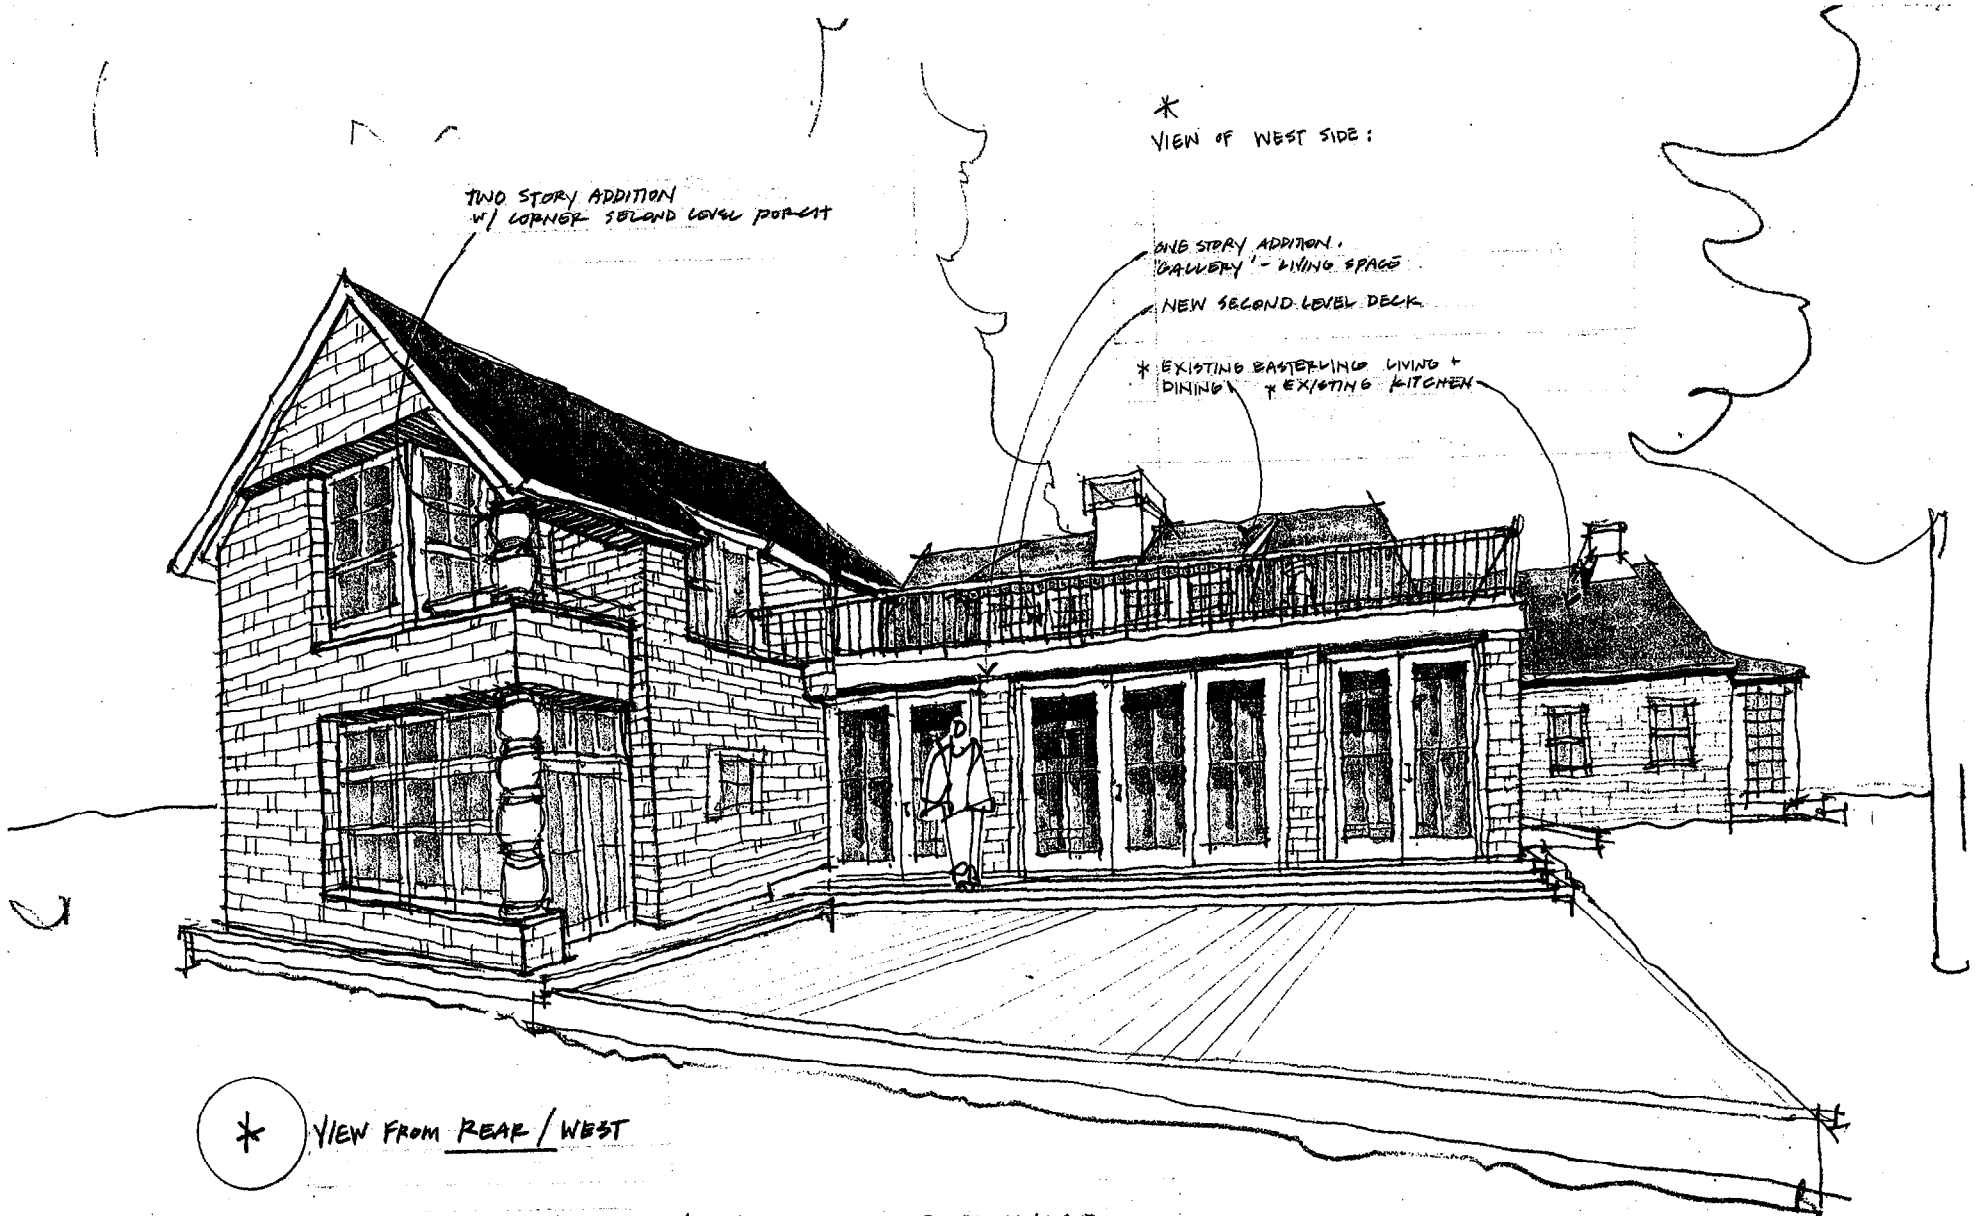 *
VIEW OF WEST SIDE:
TWO STORY ADDITION
W/ CORNER SECOND LEVEL PORCH
ONE STORY ADDITION.
'GALLERY' - LIVING SPACE
NEW SECOND LEVEL DECK
* EXISTING EASTERLING LIVING +
DINING * EXISTING KITCHEN
* VIEW FROM REAR / WEST